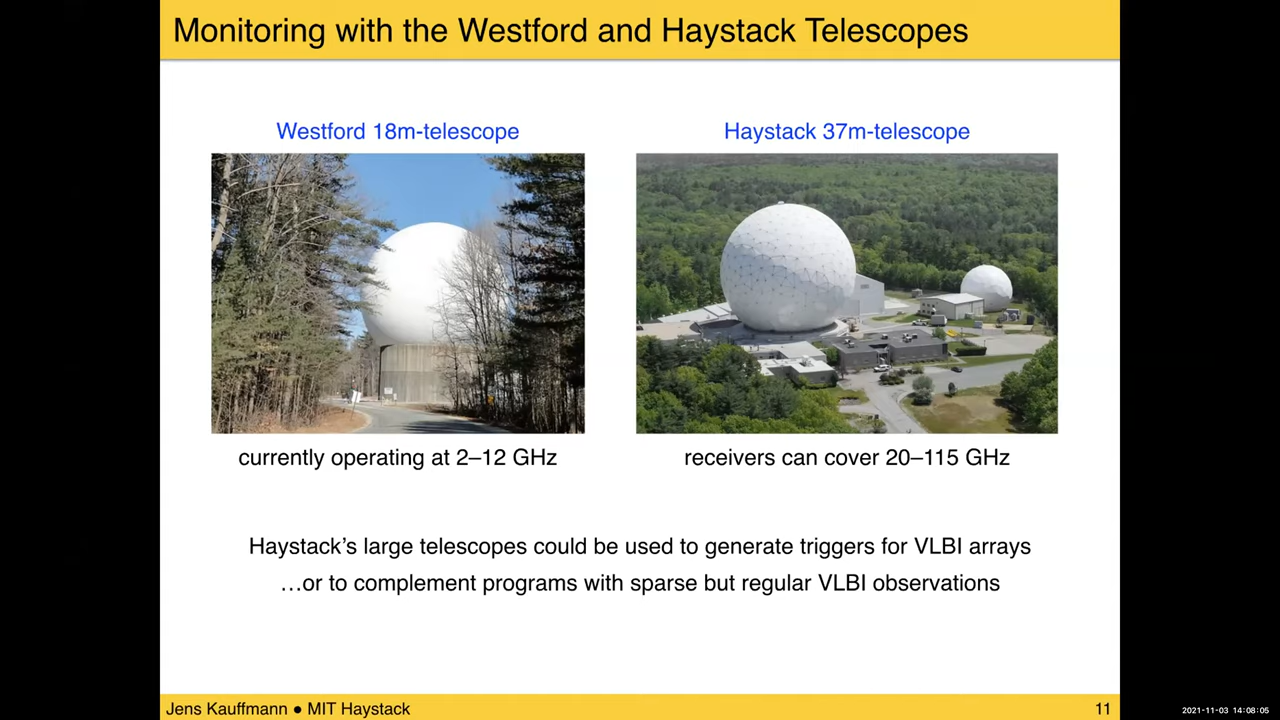 Monitoring with the Westford and Haystack Telescopes
Westford 18m-telescope
Haystack 37m-telescope
currently operating at 2–12 GHz
receivers can cover 20–115 GHz
Haystack’s large telescopes could be used to generate triggers for VLBI arrays
…or to complement programs with sparse but regular VLBI observations
Jens Kauffmann ● MIT Haystack
11
2021-11-03 14:08:05